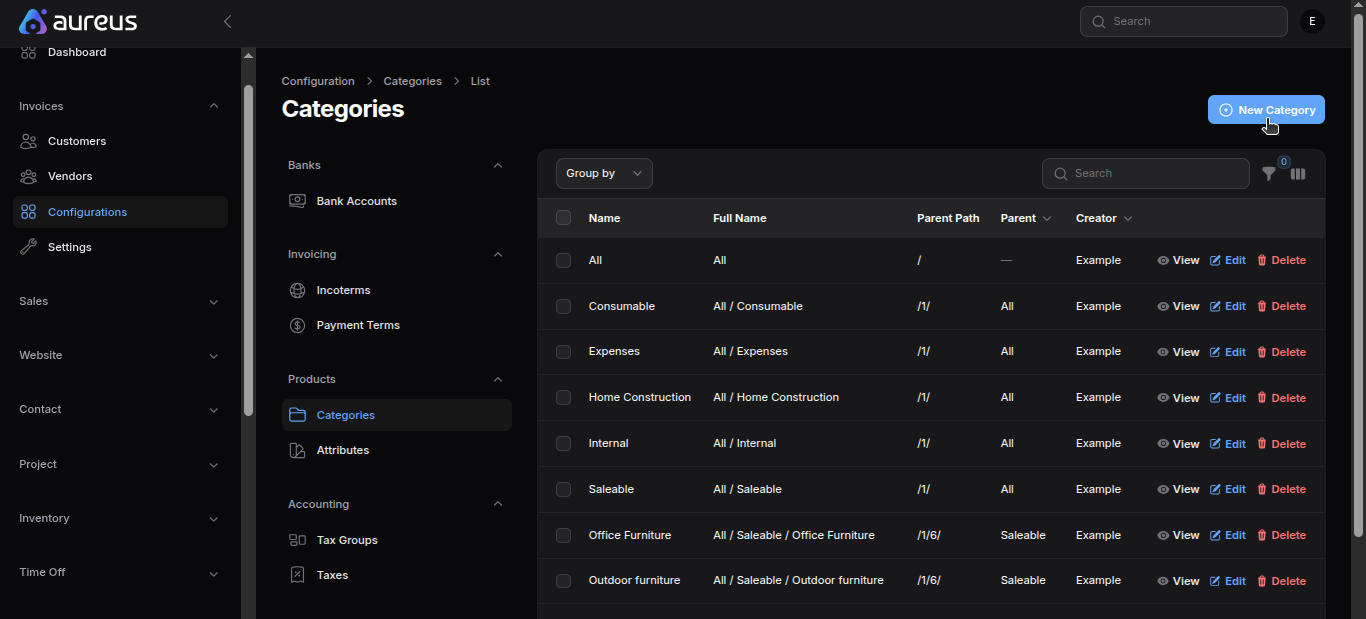 aureus
Search
E
Dashboard
Invoices
Customers
Vendors
Configurations
Settings
Sales
Website
Contact
Project
Inventory
Time Off
Configuration > Categories > List
Categories
New Category
Banks
Bank Accounts
Invoicing
Incoterms
Payment Terms
Products
Categories
Attributes
Accounting
Tax Groups
Taxes
Group by
Search
0
Name Full Name Parent Path Parent Creator
All All / — Example View Edit Delete
Consumable All / Consumable /1/ All Example View Edit Delete
Expenses All / Expenses /1/ All Example View Edit Delete
Home Construction All / Home Construction /1/ All Example View Edit Delete
Internal All / Internal /1/ All Example View Edit Delete
Saleable All / Saleable /1/ All Example View Edit Delete
Office Furniture All / Saleable / Office Furniture /1/6/ Saleable Example View Edit Delete
Outdoor furniture All / Saleable / Outdoor furniture /1/6/ Saleable Example View Edit Delete